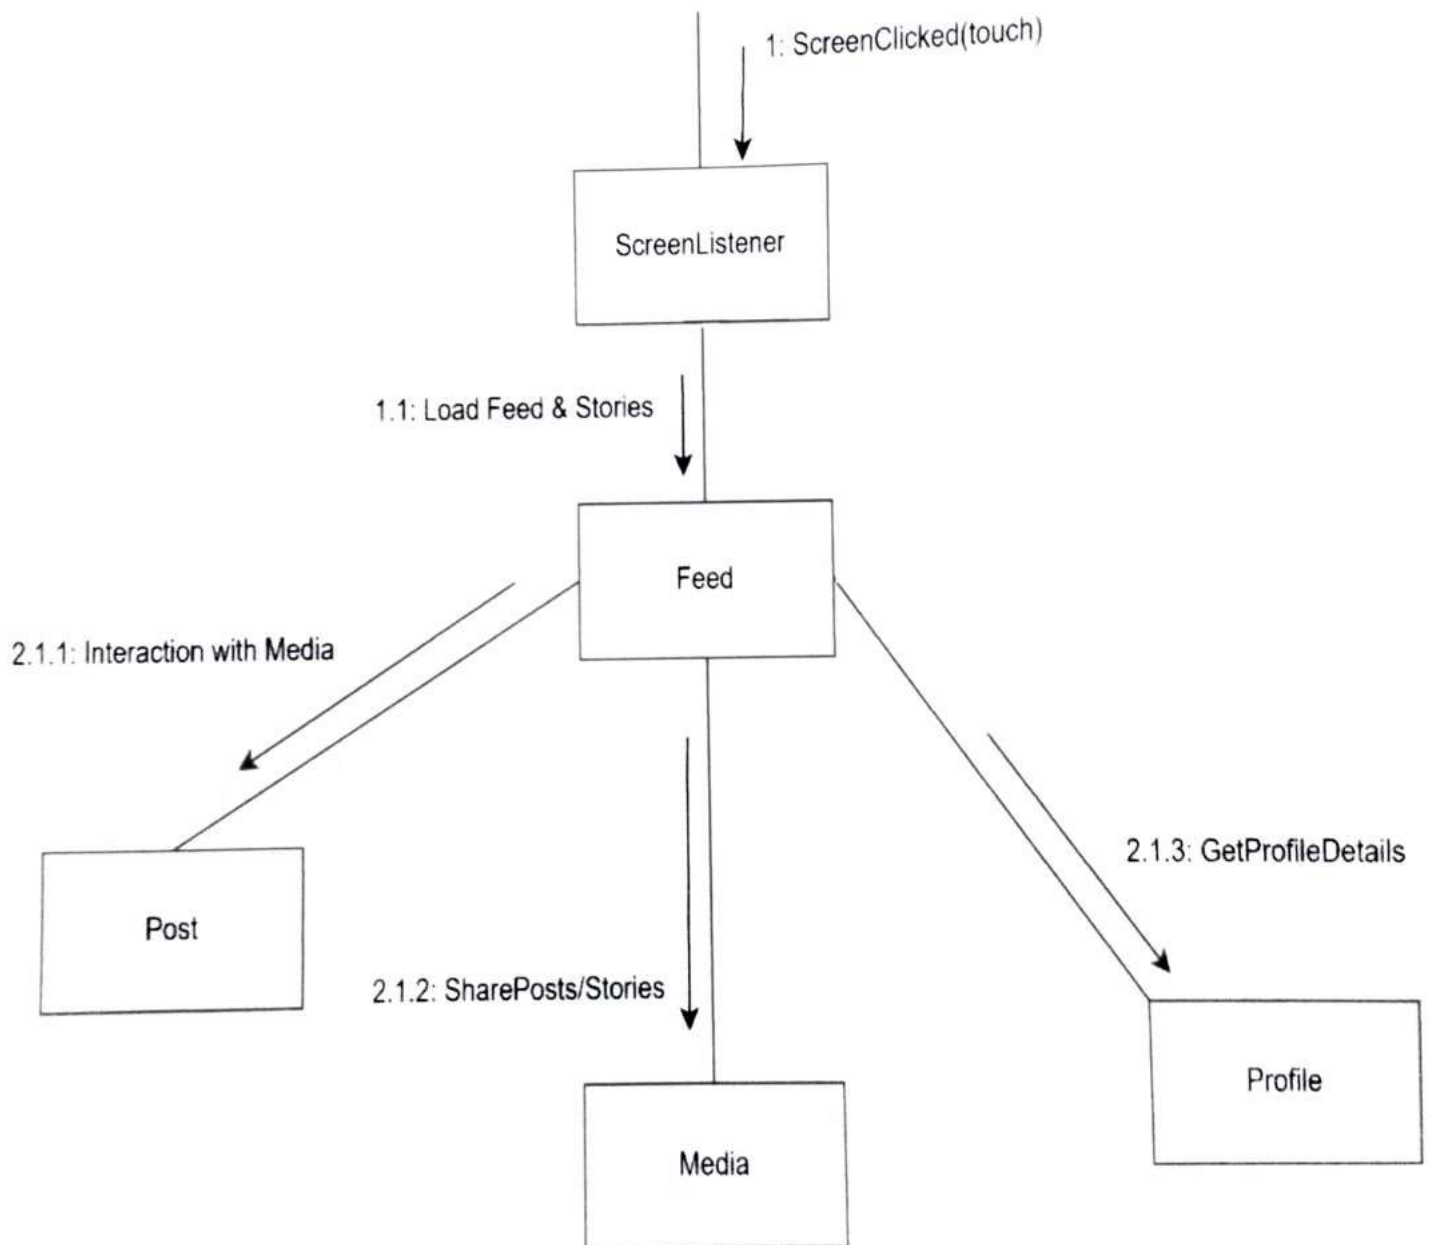 1: ScreenClicked(touch)
ScreenListener
1.1: Load Feed & Stories
Feed
2.1.1: Interaction with Media
2.1.3: GetProfileDetails
Post
2.1.2: SharePosts/Stories
Profile
Media